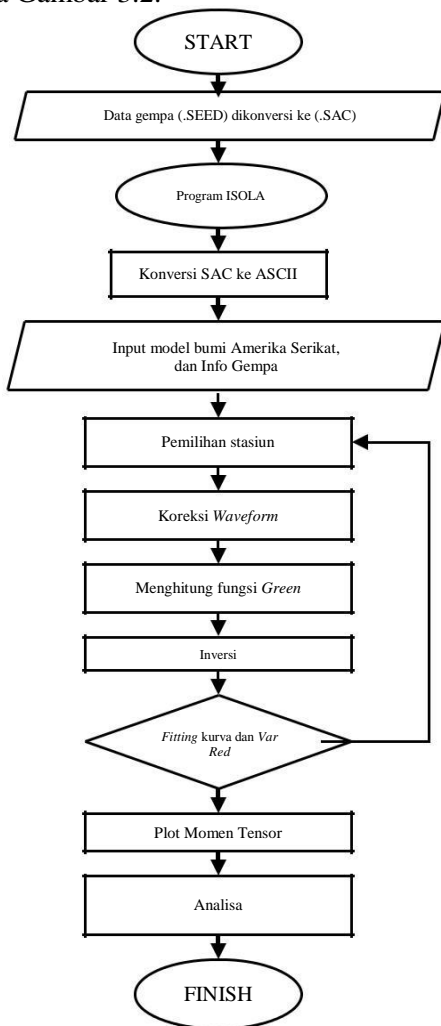 Gambar 3.2.
START
Data gempa (.SEED) dikonversi ke (.SAC)
Program ISOLA
Konversi SAC ke ASCII
Input model bumi Amerika Serikat,
dan Info Gempa
Pemilihan stasiun
Koreksi Waveform
Menghitung fungsi Green
Inversi
Fitting kurva dan Var
Red
Plot Momen Tensor
Analisa
FINISH